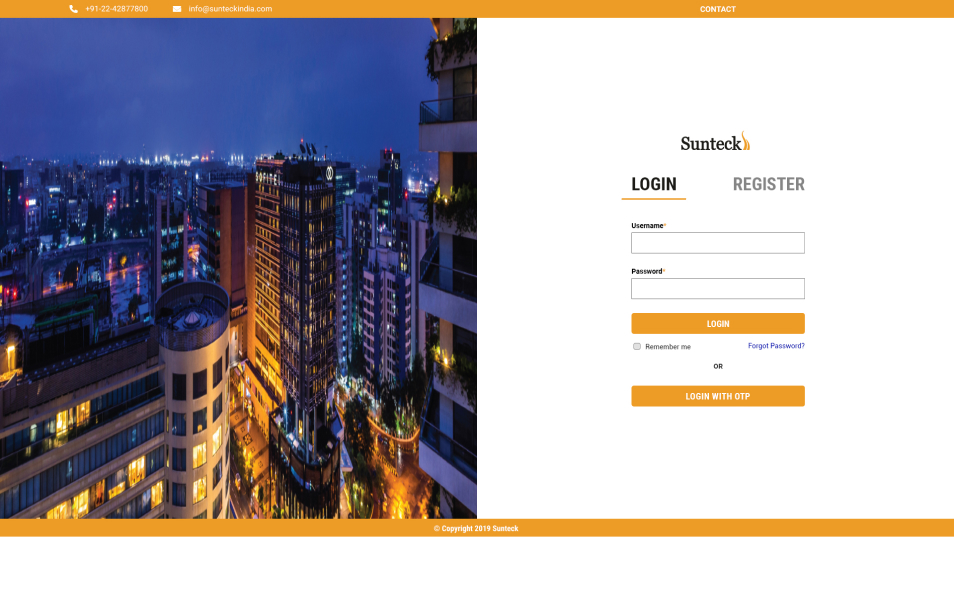 +91-22-42877800 info@sunteckindia.com CONTACT
SOFITEL
Sunteck
LOGIN REGISTER
Username*
Password*
LOGIN
Remember me Forgot Password?
OR
LOGIN WITH OTP
© Copyright 2019 Sunteck